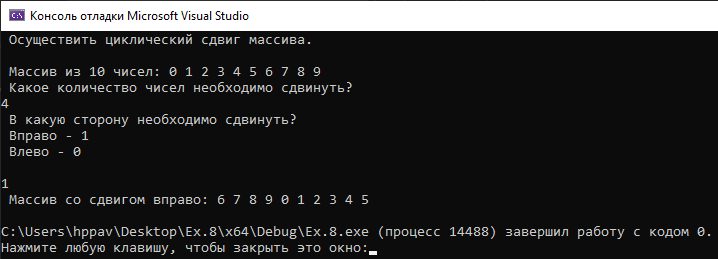 Консоль отладки Microsoft Visual Studio
Осуществить циклический сдвиг массива.
Массив из 10 чисел: 0 1 2 3 4 5 6 7 8 9
Какое количество чисел необходимо сдвинуть?
4
В какую сторону необходимо сдвинуть?
Вправо - 1
Влево - 0
1
Массив со сдвигом вправо: 6 7 8 9 0 1 2 3 4 5
C:\Users\hppav\Desktop\Ex.8\x64\Debug\Ex.8.exe (процесс 14488) завершил работу с кодом 0.
Нажмите любую клавишу, чтобы закрыть это окно: